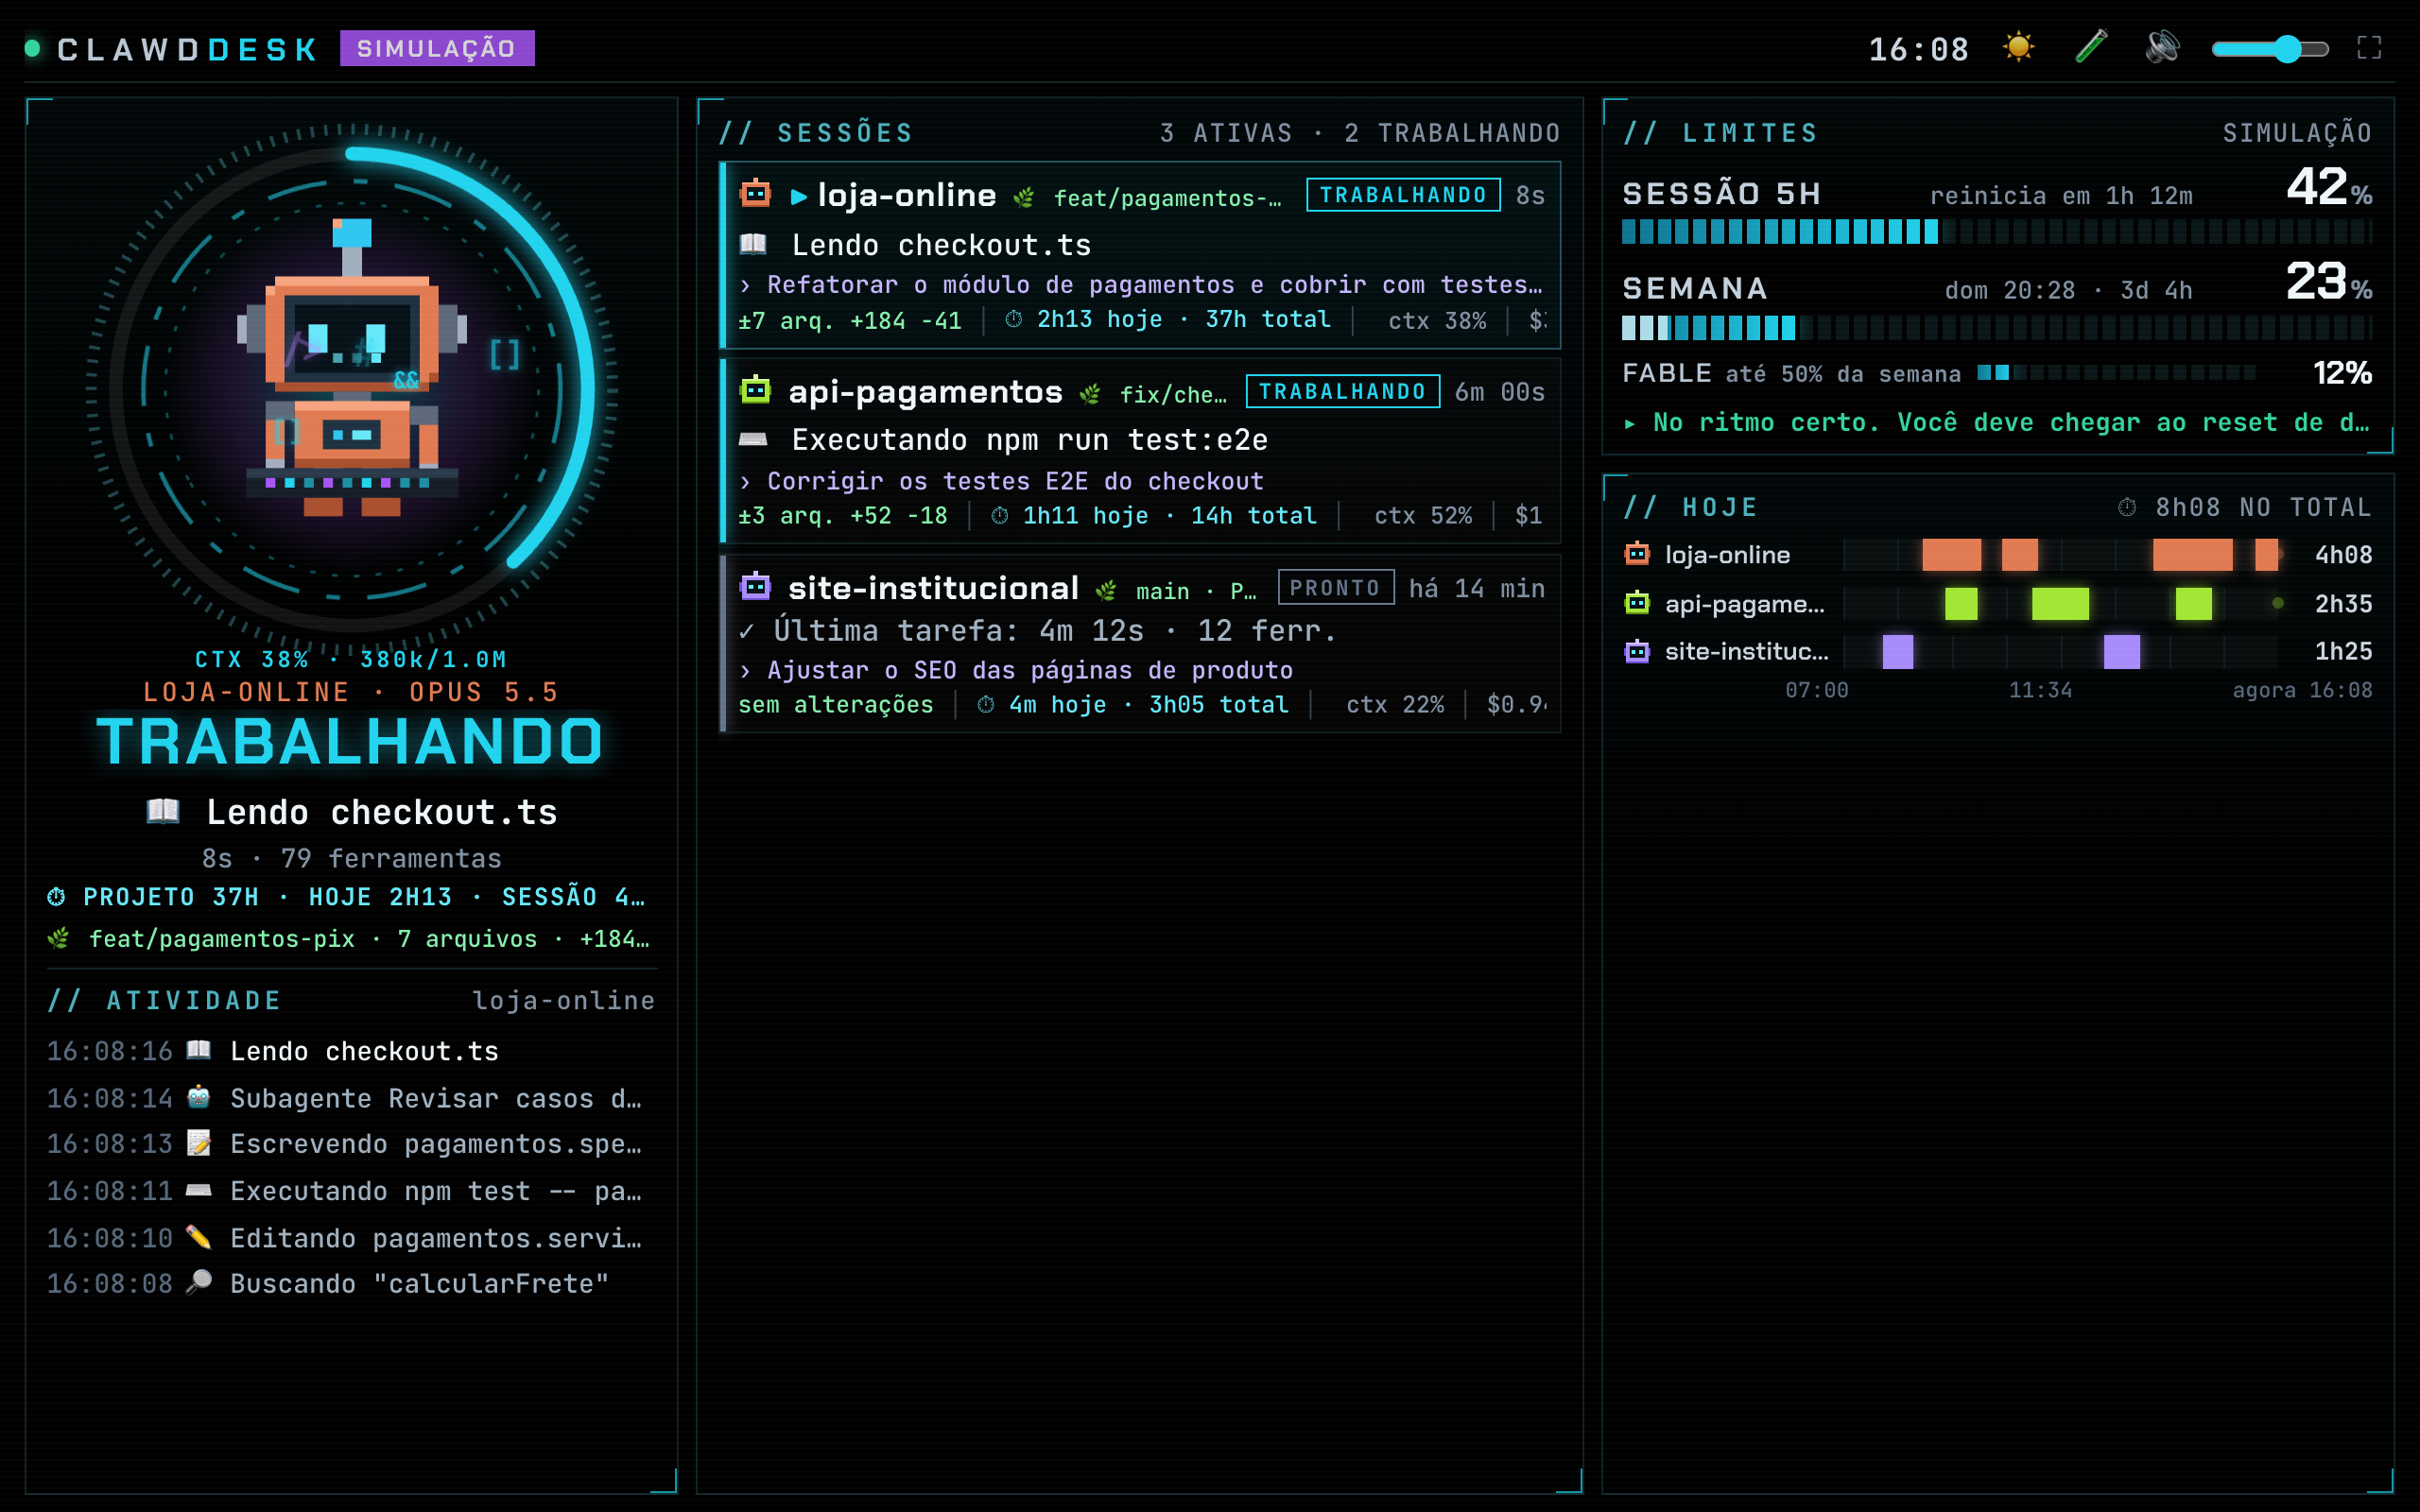 CLAWDDESK SIMULAÇÃO
16:08
CTX 38% · 380k/1.0M
LOJA-ONLINE · OPUS 5.5
TRABALHANDO
Lendo checkout.ts
8s · 79 ferramentas
PROJETO 37H · HOJE 2H13 · SESSÃO 4…
feat/pagamentos-pix · 7 arquivos · +184…
// ATIVIDADE loja-online
16:08:16 Lendo checkout.ts
16:08:14 Subagente Revisar casos d…
16:08:13 Escrevendo pagamentos.spe…
16:08:11 Executando npm test -- pa…
16:08:10 Editando pagamentos.servi…
16:08:08 Buscando "calcularFrete"
// SESSÕES 3 ATIVAS · 2 TRABALHANDO
▶ loja-online feat/pagamentos-… TRABALHANDO 8s
Lendo checkout.ts
› Refatorar o módulo de pagamentos e cobrir com testes…
±7 arq. +184 -41 | 2h13 hoje · 37h total | ctx 38% |
api-pagamentos fix/che… TRABALHANDO 6m 00s
Executando npm run test:e2e
› Corrigir os testes E2E do checkout
±3 arq. +52 -18 | 1h11 hoje · 14h total | ctx 52% | $1
site-institucional main · P… PRONTO há 14 min
✓ Última tarefa: 4m 12s · 12 ferr.
› Ajustar o SEO das páginas de produto
sem alterações | 4m hoje · 3h05 total | ctx 22% | $0.9
// LIMITES SIMULAÇÃO
SESSÃO 5H reinicia em 1h 12m 42%
SEMANA dom 20:28 · 3d 4h 23%
FABLE até 50% da semana 12%
▸ No ritmo certo. Você deve chegar ao reset de d…
// HOJE 8h08 NO TOTAL
loja-online 4h08
api-pagame… 2h35
site-instituc… 1h25
07:00 11:34 agora 16:08